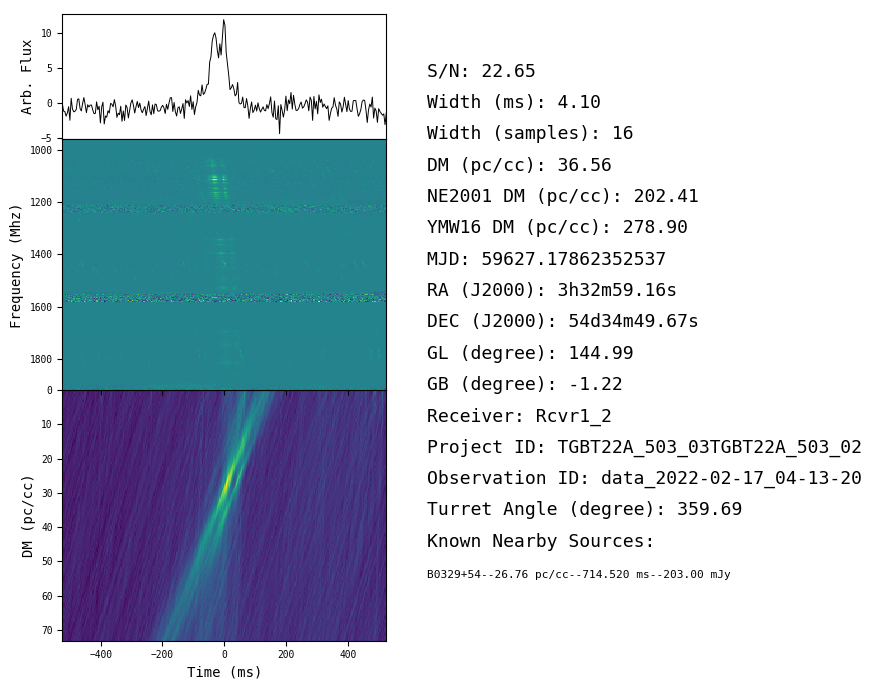 10
5
0
−5
Arb. Flux
1000
1200
1400
1600
1800
Frequency (Mhz)
0
10
20
30
40
50
60
70
DM (pc/cc)
−400
−200
0
200
400
Time (ms)
S/N: 22.65
Width (ms): 4.10
Width (samples): 16
DM (pc/cc): 36.56
NE2001 DM (pc/cc): 202.41
YMW16 DM (pc/cc): 278.90
MJD: 59627.17862352537
RA (J2000): 3h32m59.16s
DEC (J2000): 54d34m49.67s
GL (degree): 144.99
GB (degree): -1.22
Receiver: Rcvr1_2
Project ID: TGBT22A_503_03TGBT22A_503_02
Observation ID: data_2022-02-17_04-13-20
Turret Angle (degree): 359.69
Known Nearby Sources:
B0329+54--26.76 pc/cc--714.520 ms--203.00 mJy